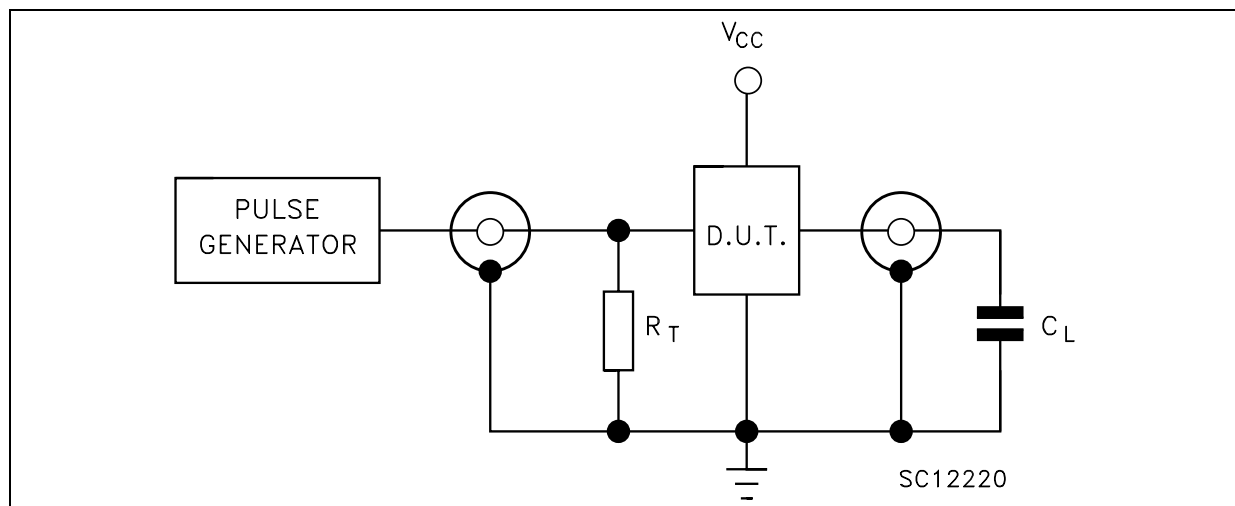 VCC
PULSE
GENERATOR
D.U.T.
RT
CL
SC12220